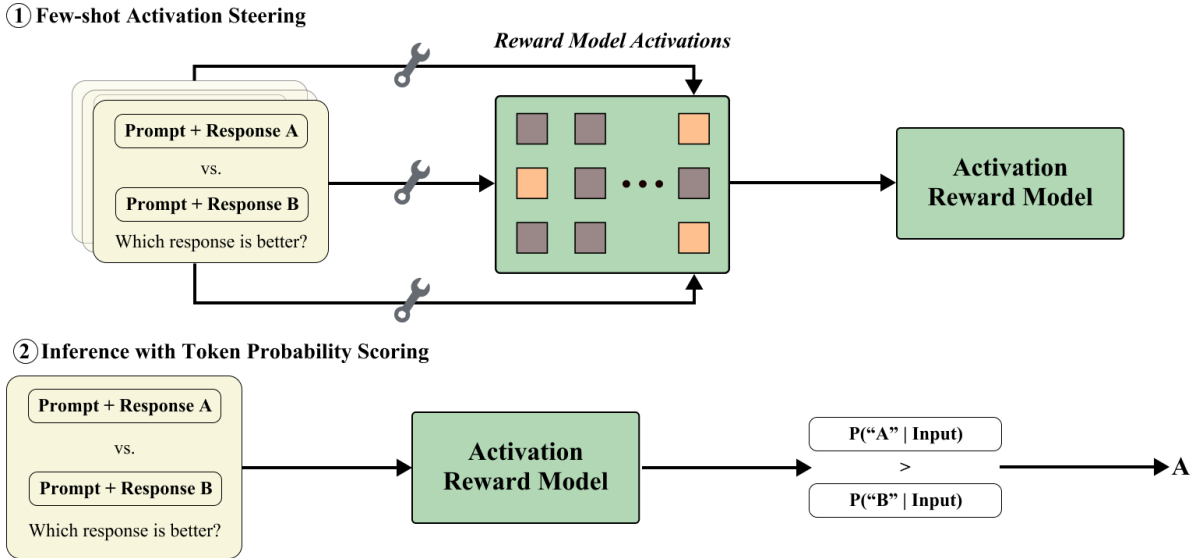 ① Few-shot Activation Steering
Reward Model Activations
Prompt + Response A
vs.
Prompt + Response B
Which response is better?
Activation
Reward Model
② Inference with Token Probability Scoring
Prompt + Response A
vs.
Prompt + Response B
Which response is better?
Activation
Reward Model
P(“A” | Input)
>
P(“B” | Input)
A